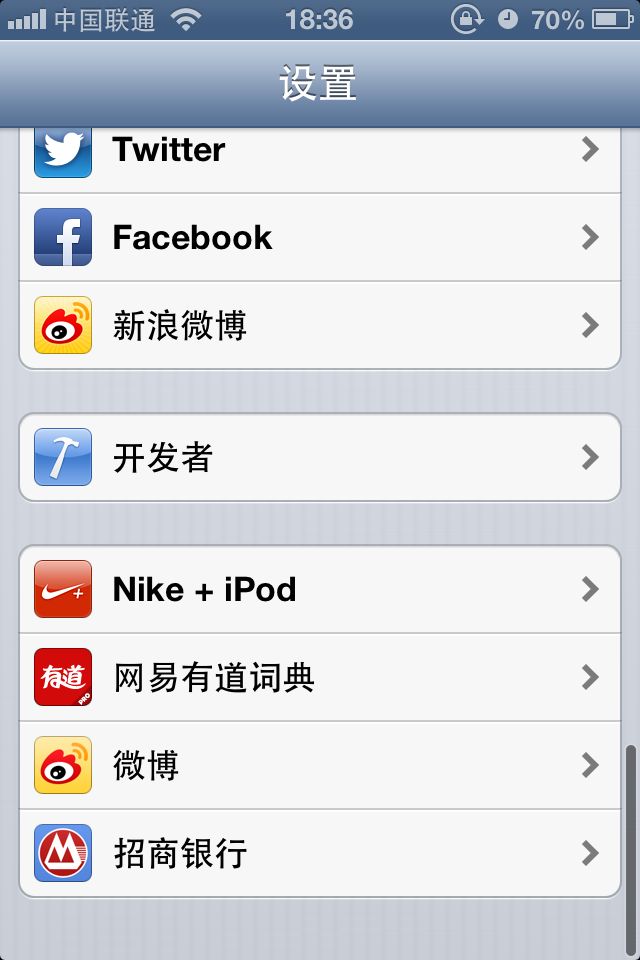 中国联通 18:36 70%
设置
Twitter
Facebook
新浪微博
开发者
Nike + iPod
有道 PRO 网易有道词典
微博
招商银行